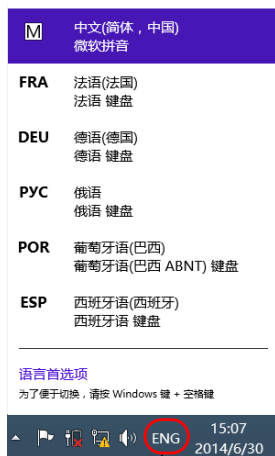 M
中文(简体，中国)
微软拼音
FRA
法语(法国)
法语 键盘
DEU
德语(德国)
德语 键盘
РУС
俄语
俄语 键盘
POR
葡萄牙语(巴西)
葡萄牙语(巴西 ABNT) 键盘
ESP
西班牙语(西班牙)
西班牙语 键盘
语言首选项
为了便于切换，请按 Windows 键 + 空格键
ENG
15:07
2014/6/30